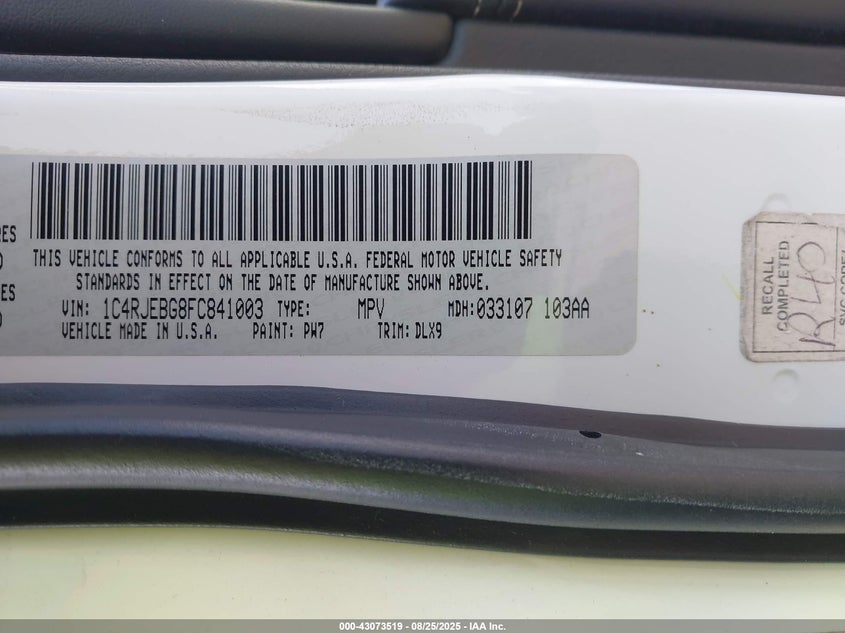 RES
THIS VEHICLE CONFORMS TO ALL APPLICABLE U.S.A. FEDERAL MOTOR VEHICLE SAFETY
STANDARDS IN EFFECT ON THE DATE OF MANUFACTURE SHOWN ABOVE.
ES
VIN: 1C4RJEBG8FC841003 TYPE: MPV MDH:033107 103AA
VEHICLE MADE IN U.S.A. PAINT: PW7 TRIM: DLX9
RECALL
COMPLETED
R40
000-43073519 - 08/25/2025 - IAA Inc.